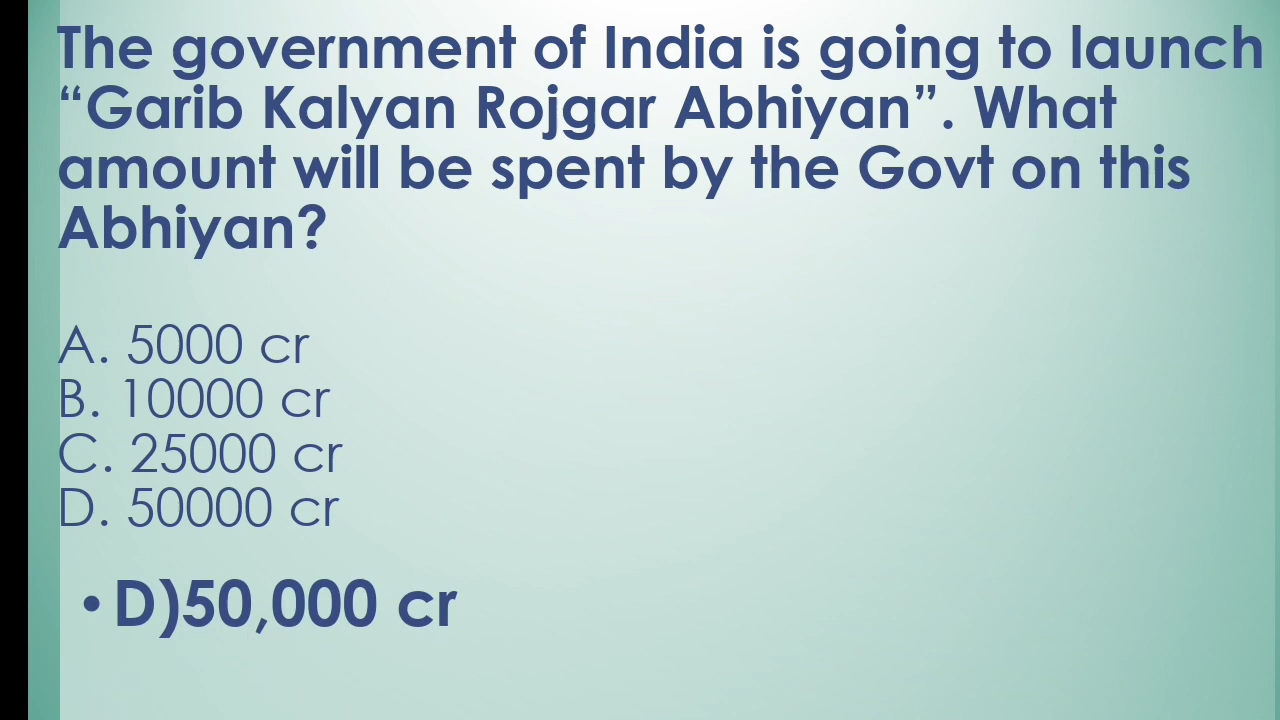 The government of India is going to launch
“Garib Kalyan Rojgar Abhiyan”. What
amount will be spent by the Govt on this
Abhiyan?
A. 5000 cr
B. 10000 cr
C. 25000 cr
D. 50000 cr
• D)50,000 cr